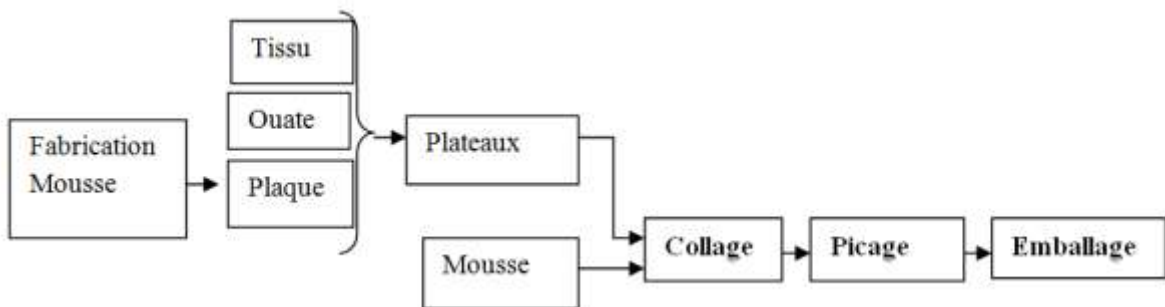 Fabrication
Mousse
Tissu
Ouate
Plaque
Plateaux
Mousse
Collage
Picage
Emballage